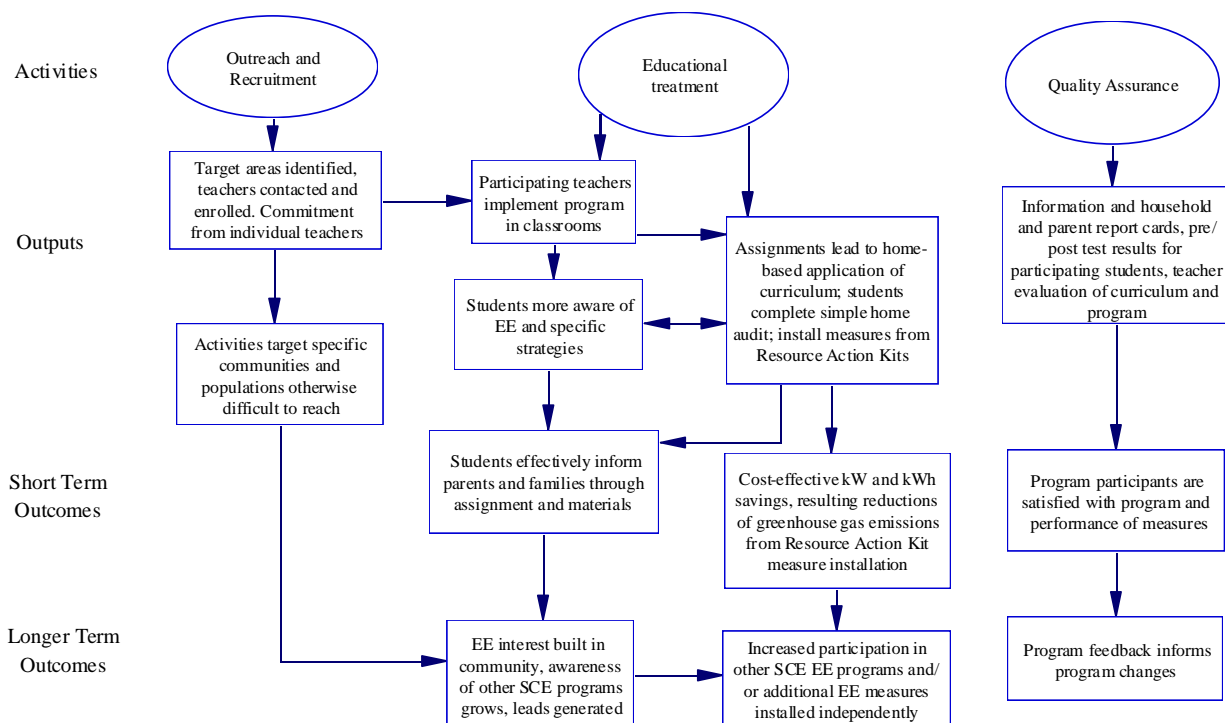 Activities
Outreach and
Recruitment
Educational
treatment
Quality Assurance
Outputs
Target areas identified,
teachers contacted and
enrolled. Commitment
from individual teachers
Participating teachers
implement program
in classrooms
Assignments lead to home-
based application of
curriculum; students
complete simple home
audit; install measures from
Resource Action Kits
Information and household
and parent report cards, pre/
post test results for
participating students, teacher
evaluation of curriculum and
program
Students more aware of
EE and specific
strategies
Activities target specific
communities and
populations otherwise
difficult to reach
Short Term
Outcomes
Students effectively inform
parents and families through
assignment and materials
Cost-effective kW and kWh
savings, resulting reductions
of greenhouse gas emissions
from Resource Action Kit
measure installation
Program participants are
satisfied with program and
performance of measures
Longer Term
Outcomes
EE interest built in
community, awareness
of other SCE programs
grows, leads generated
Increased participation in
other SCE EE programs and/
or additional EE measures
installed independently
Program feedback informs
program changes